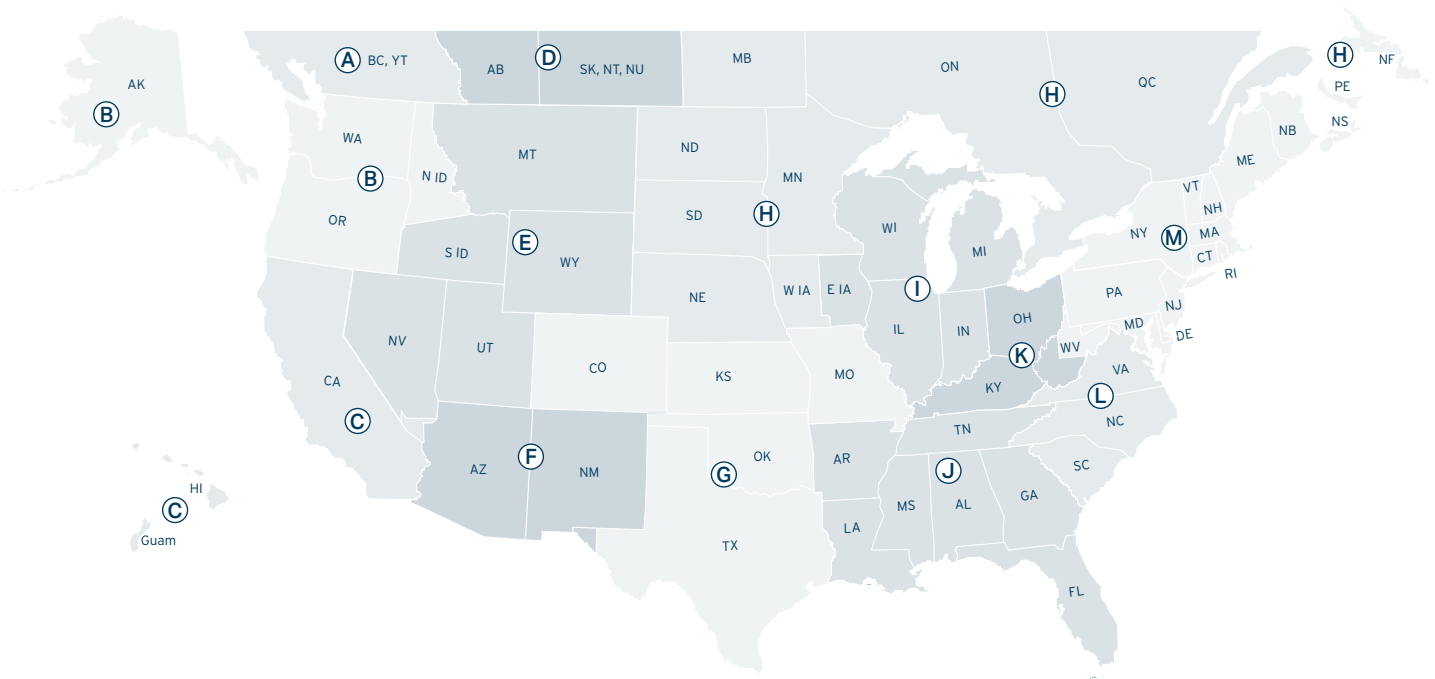 AK
B
A BC, YT
AB
D
SK, NT, NU
MB
ON
H
QC
H
NF
PE
NS
NB
ME
WA
B
N ID
OR
MT
ND
MN
SD
H
WI
MI
VT
NH
NY
M
MA
CT
RI
S ID
E
WY
NE
W IA
E IA
I
IL
IN
OH
PA
NJ
MD
DE
WV
K
KY
VA
L
NC
NV
UT
CO
KS
MO
CA
C
AZ
F
NM
OK
G
TX
AR
TN
J
MS
AL
GA
SC
LA
FL
HI
C
Guam